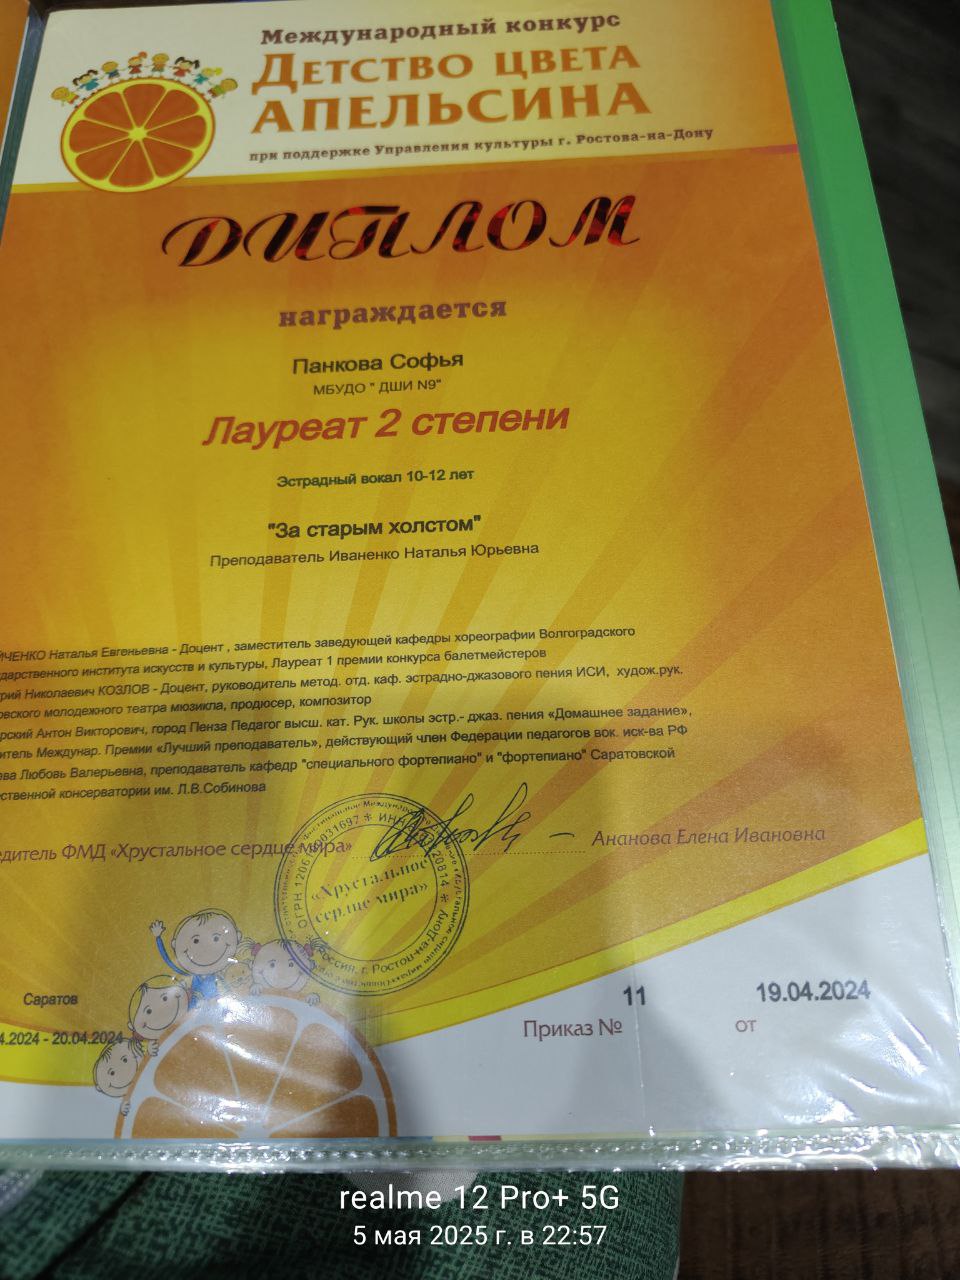 Международный конкурс
ДЕТСТВО ЦВЕТА
АПЕЛЬСИНА
при поддержке Управления культуры г. Ростова-на-Дону
ДИПЛОМ
награждается
Панкова Софья
МБУДО " ДШИ N9"
Лауреат 2 степени
Эстрадный вокал 10-12 лет
"За старым холстом"
Преподаватель Иваненко Наталья Юрьевна
Наталья Евгеньевна - Доцент , заместитель заведующей кафедры хореографии Волгоградского
института искусств и культуры, Лауреат 1 премии конкурса балетмейстеров
Николаевич КОЗЛОВ - Доцент, руководитель метод. отд. каф. эстрадно-джазового пения ИСИ, худож.рук.
молодежного театра мюзикла, продюсер, композитор
Антон Викторович, город Пенза Педагог высш. кат. Рук. школы эстр.- джаз. пения «Домашнее задание»,
Междунар. Премии «Лучший преподаватель», действующий член Федерации педагогов вок. иск-ва РФ
Любовь Валерьевна, преподаватель кафедр "специального фортепиано" и "фортепиано" Саратовской
консерватории им. Л.В.Собинова
ФМД «Хрустальное сердце мира»
Ананова Елена Ивановна
«Хрустальное
сердце мира»
Россия, г. Ростов-на-Дону
Саратов
.2024 - 20.04.2024
Приказ № 11 от 19.04.2024
realme 12 Pro+ 5G
5 мая 2025 г. в 22:57